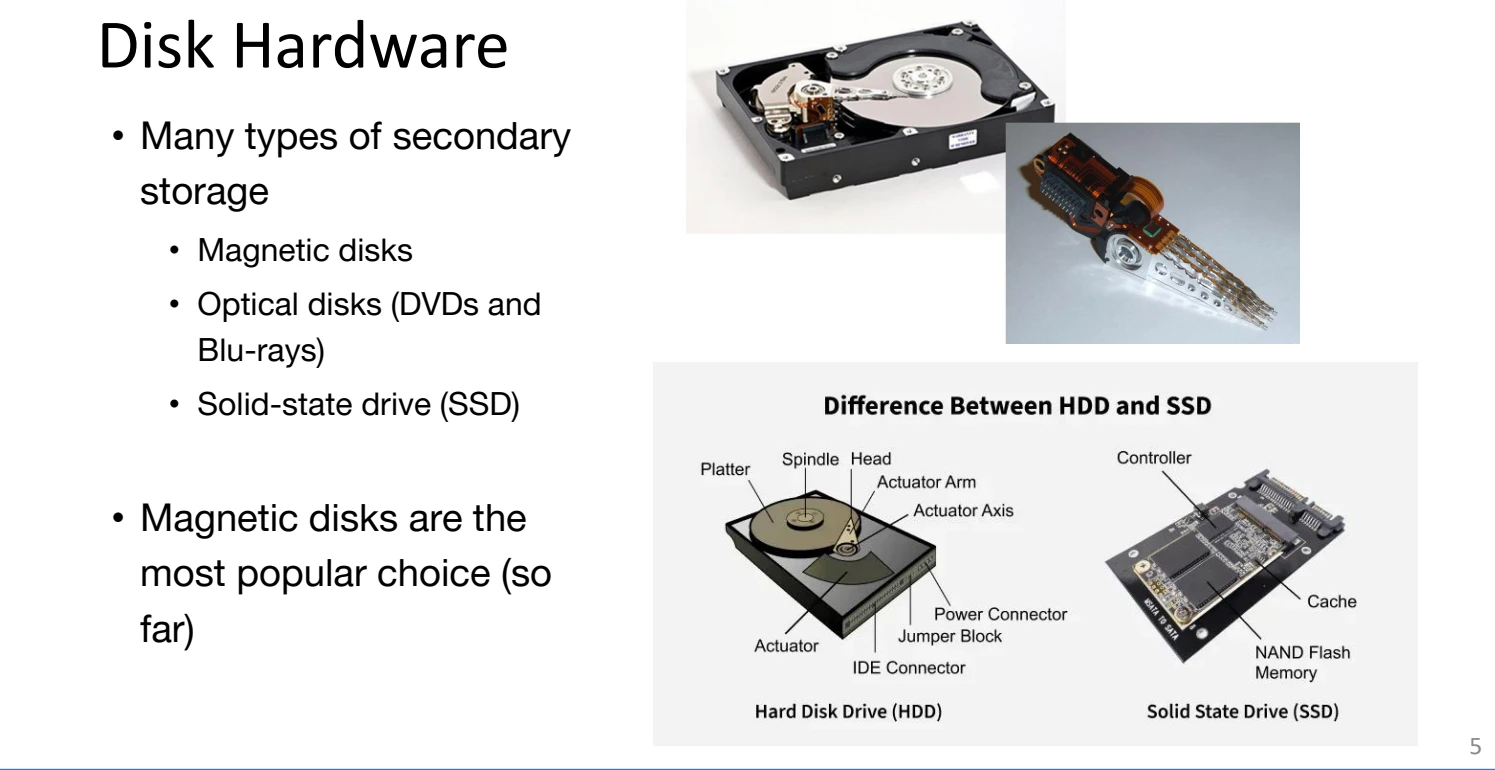 Disk Hardware
• Many types of secondary
storage
• Magnetic disks
• Optical disks (DVDs and
Blu-rays)
• Solid-state drive (SSD)
• Magnetic disks are the
most popular choice (so
far)
Difference Between HDD and SSD
Platter
Spindle
Head
Actuator Arm
Actuator Axis
Power Connector
Jumper Block
IDE Connector
Actuator
Hard Disk Drive (HDD)
Controller
Cache
NAND Flash
Memory
MSATA TO SATA
Solid State Drive (SSD)
5